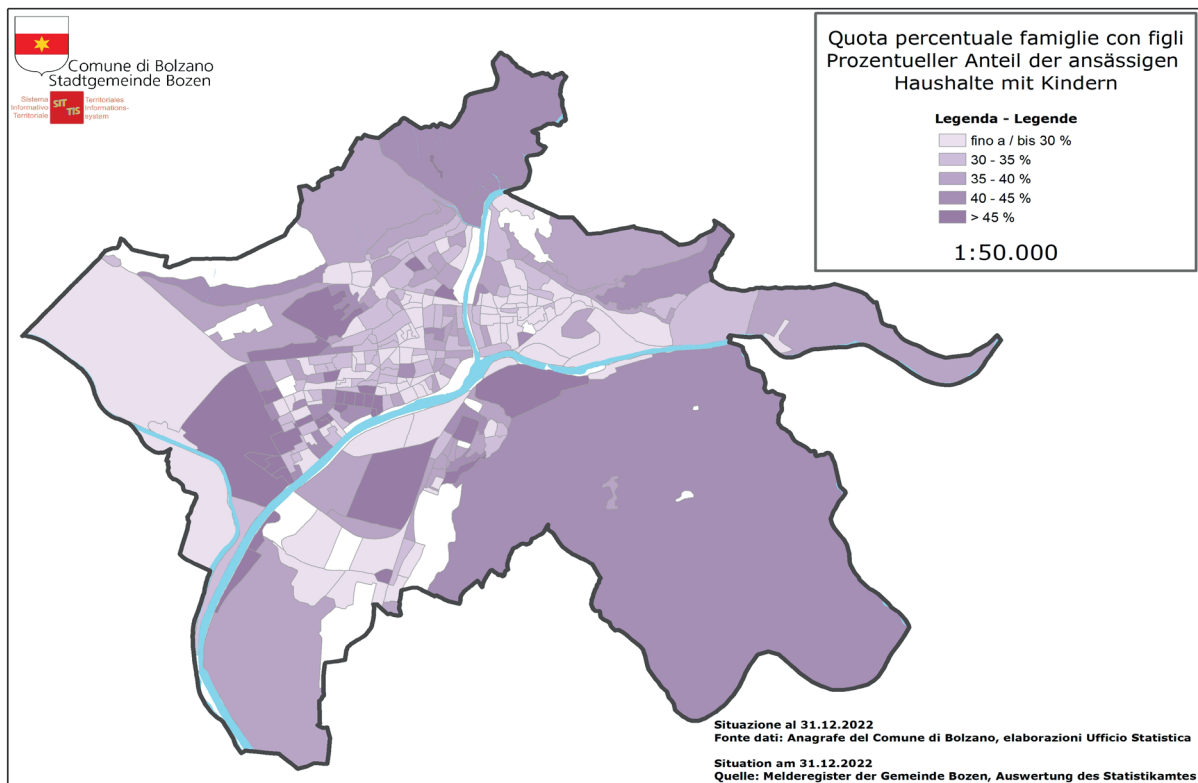 Comune di Bolzano
Stadtgemeinde Bozen
Sistema
Informativo
Territoriale
SIT
TIS
Territoriales
Informations-
system
Quota percentuale famiglie con figli
Prozentueller Anteil der ansässigen
Haushalte mit Kindern
Legenda - Legende
fino a / bis 30 %
30 - 35 %
35 - 40 %
40 - 45 %
> 45 %
1:50.000
Situazione al 31.12.2022
Fonte dati: Anagrafe del Comune di Bolzano, elaborazioni Ufficio Statistica
Situation am 31.12.2022
Quelle: Melderegister der Gemeinde Bozen, Auswertung des Statistikamtes